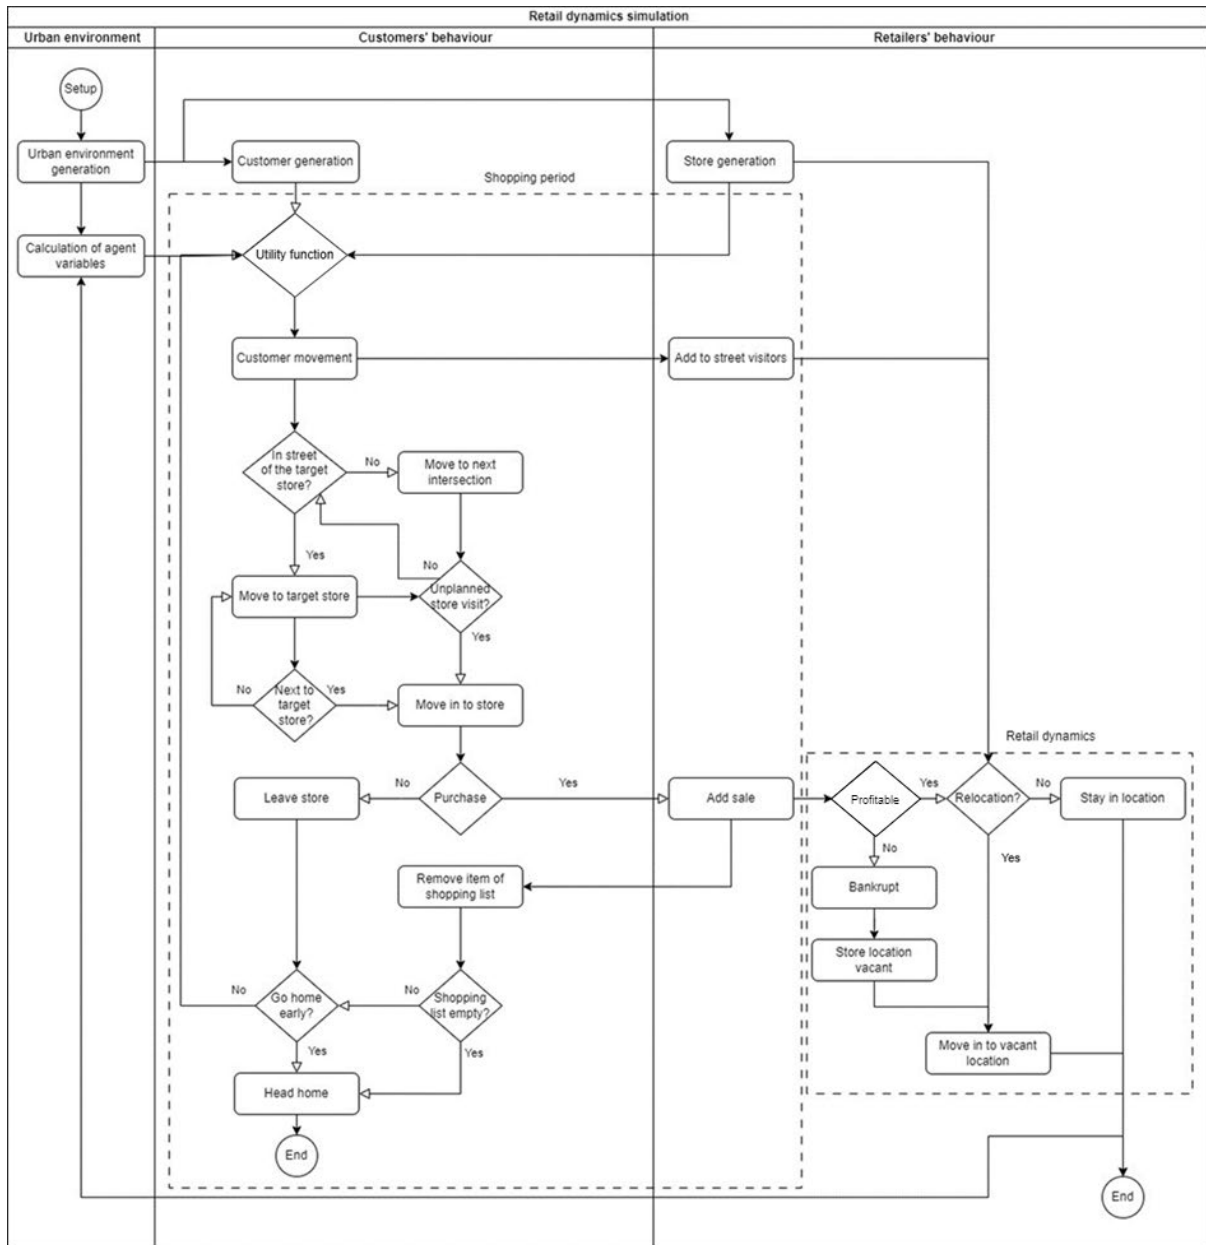 Retail dynamics simulation
Urban environment
Customers' behaviour
Retailers' behaviour
Setup
Urban environment
generation
Customer generation
Store generation
Shopping period
Calculation of agent
variables
Utility function
Customer movement
Add to street visitors
In street
of the target
store?
No
Move to next
intersection
Yes
No
Move to target store
Unplanned
store visit?
Yes
No
Next to
target
store?
Yes
Move in to store
Retail dynamics
Leave store
No
Purchase
Yes
Add sale
Profitable
Yes
Relocation?
No
Stay in location
No
Yes
Remove item of
shopping list
Bankrupt
Store location
vacant
No
Go home
early?
No
Shopping
list empty?
Yes
Yes
Move in to vacant
location
Head home
End
End